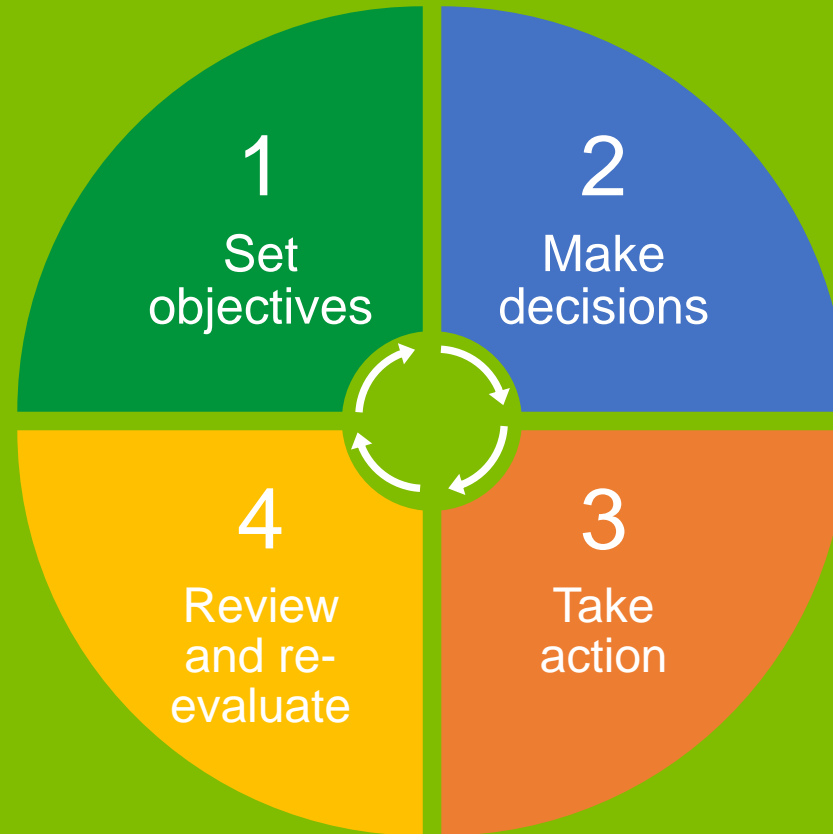 1
Set
objectives
2
Make
decisions
3
Take
action
4
Review
and re-
evaluate